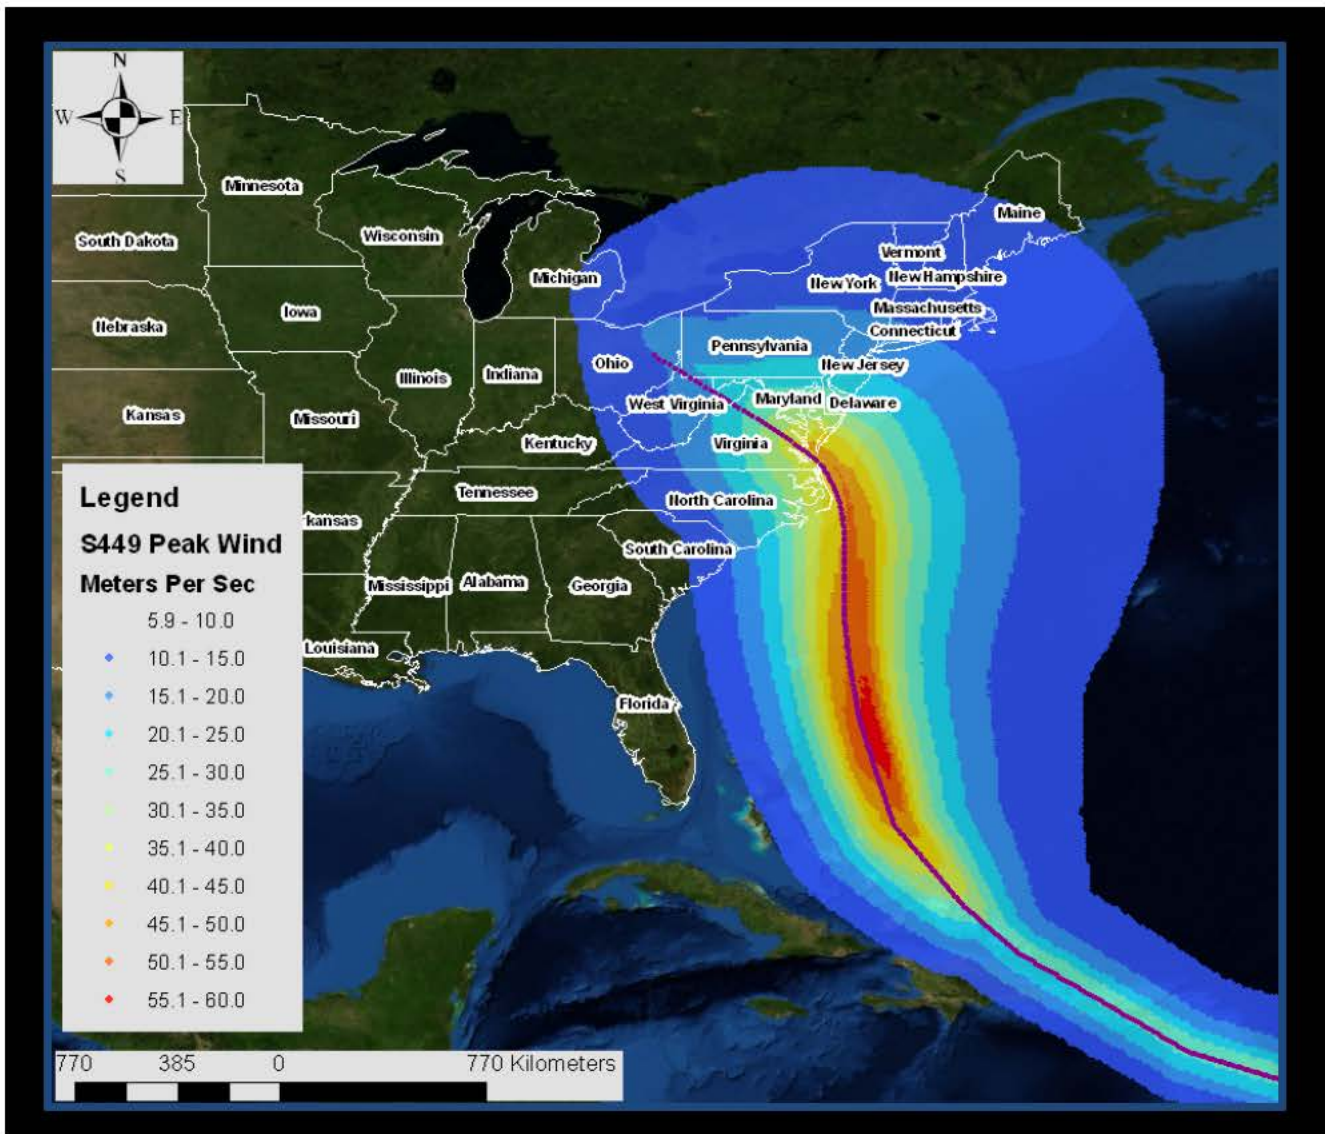 N
W E
S
Minnesota
Maine
South Dakota
Wisconsin
Vermont
Michigan
New York
New Hampshire
Iowa
Massachusetts
Nebraska
Connecticut
Pennsylvania
Ohio
New Jersey
Illinois
Indiana
Maryland
Delaware
West Virginia
Kansas
Missouri
Kentucky
Virginia
Tennessee
North Carolina
kansas
South Carolina
Mississippi
Alabama
Georgia
Louisiana
Florida
Legend
S449 Peak Wind
Meters Per Sec
5.9 - 10.0
10.1 - 15.0
15.1 - 20.0
20.1 - 25.0
25.1 - 30.0
30.1 - 35.0
35.1 - 40.0
40.1 - 45.0
45.1 - 50.0
50.1 - 55.0
55.1 - 60.0
770 385 0 770 Kilometers